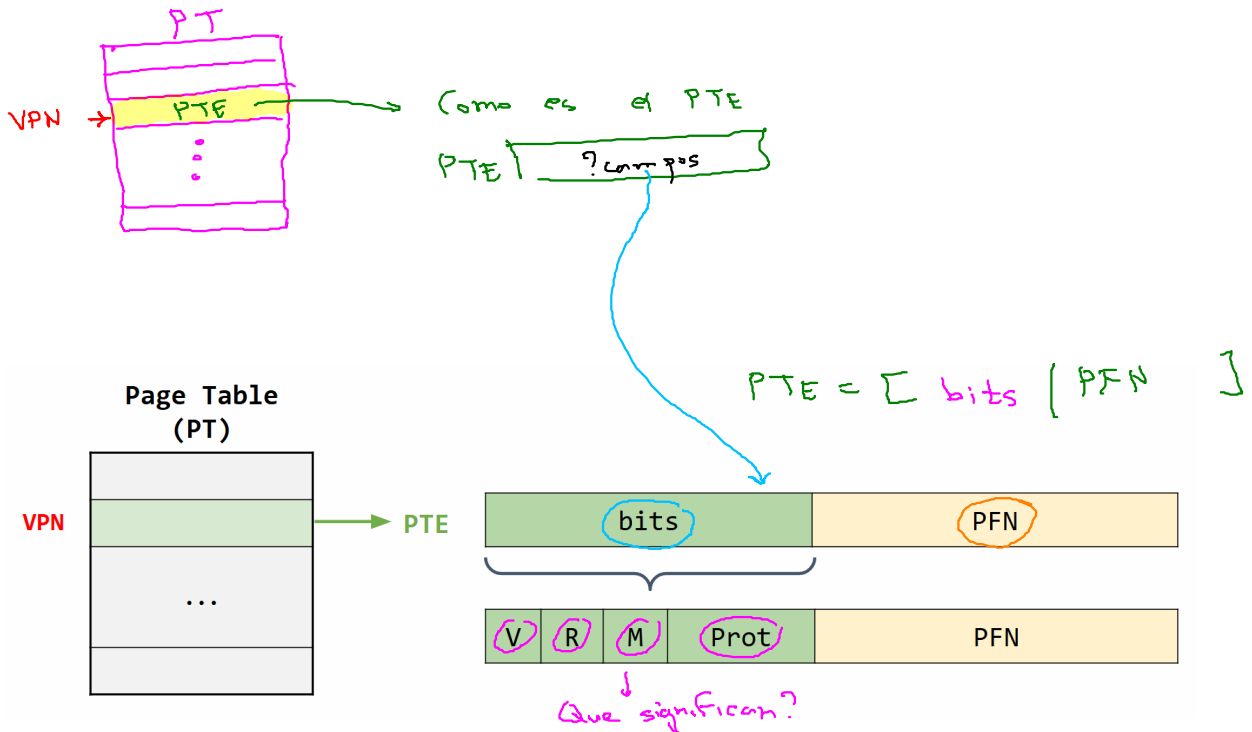 PT
VPN
PTE
Como es el PTE
PTE ? campos
PTE = [ bits | PFN ]
Page Table
(PT)
VPN
...
PTE
bits PFN
V R M Prot PFN
Que significan?